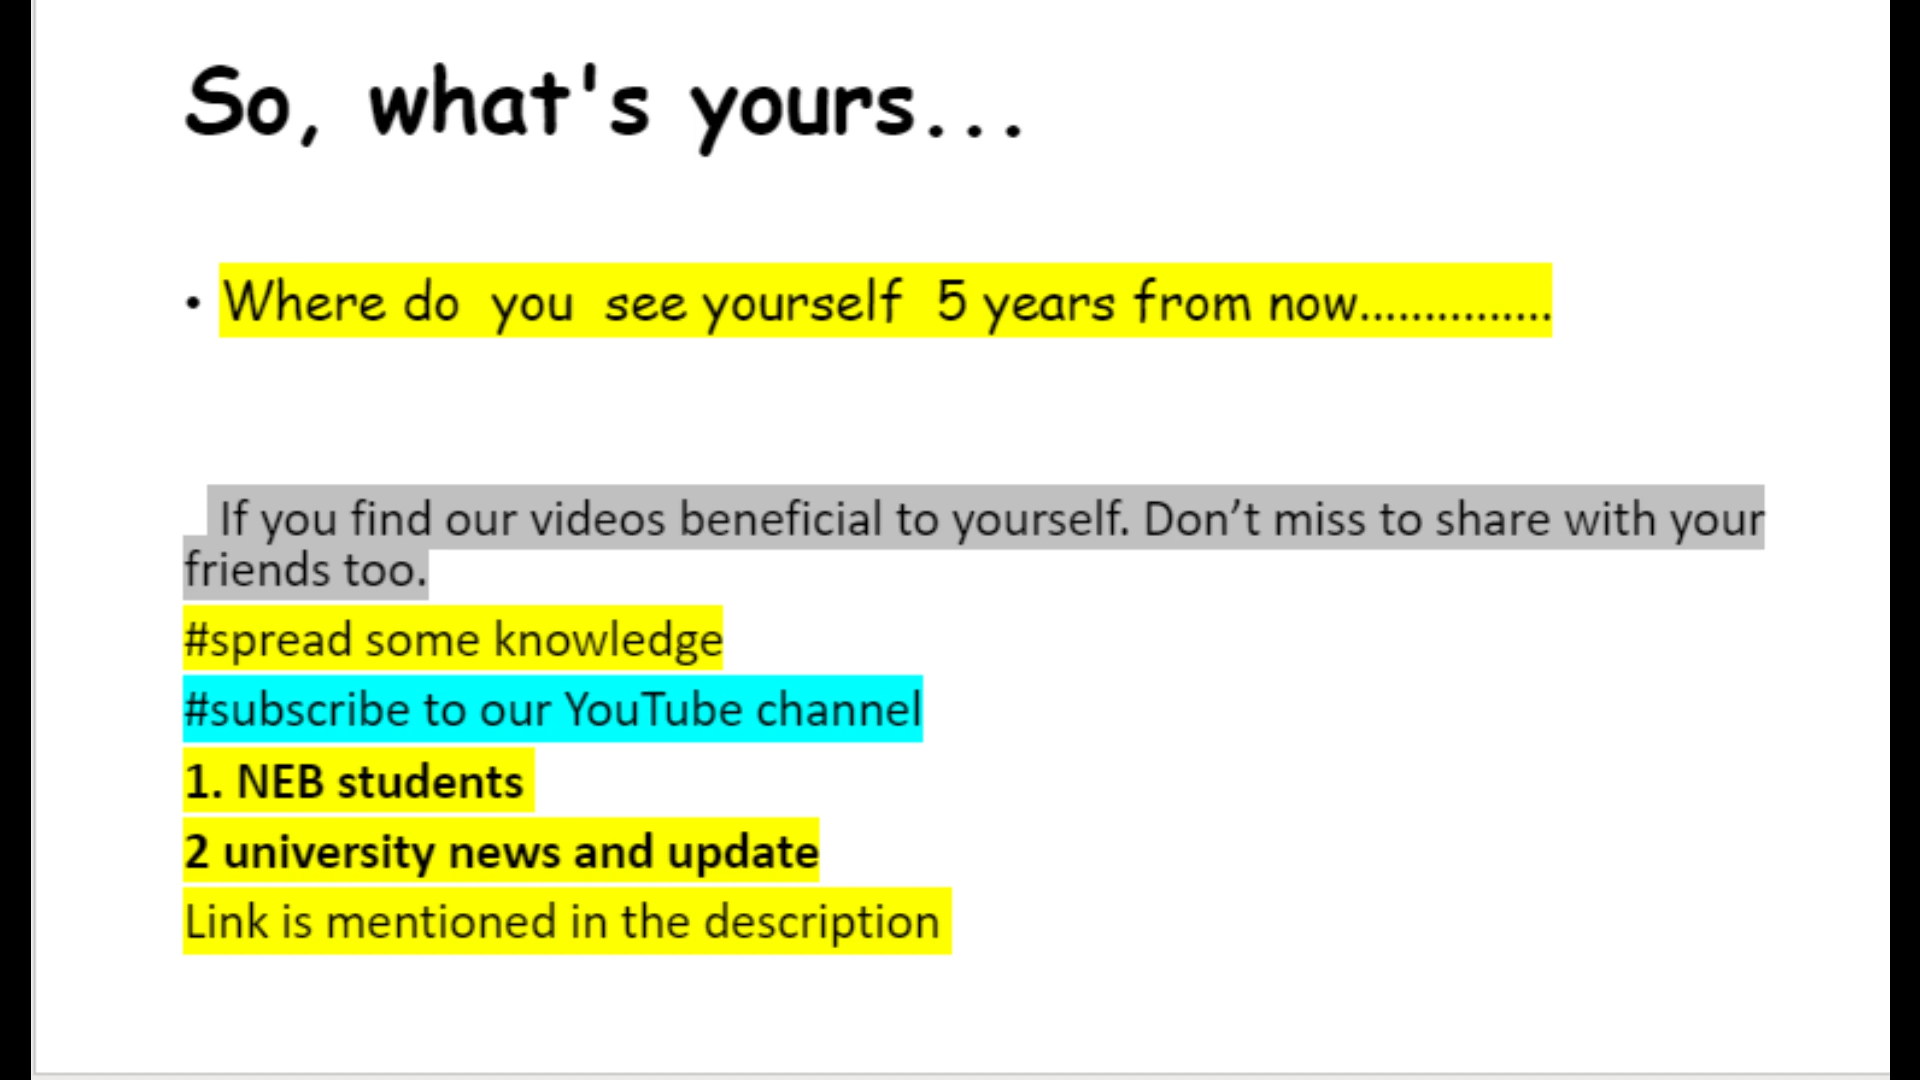 So, what's yours...
• Where do you see yourself 5 years from now...............
If you find our videos beneficial to yourself. Don’t miss to share with your
friends too.
#spread some knowledge
#subscribe to our YouTube channel
1. NEB students
2 university news and update
Link is mentioned in the description